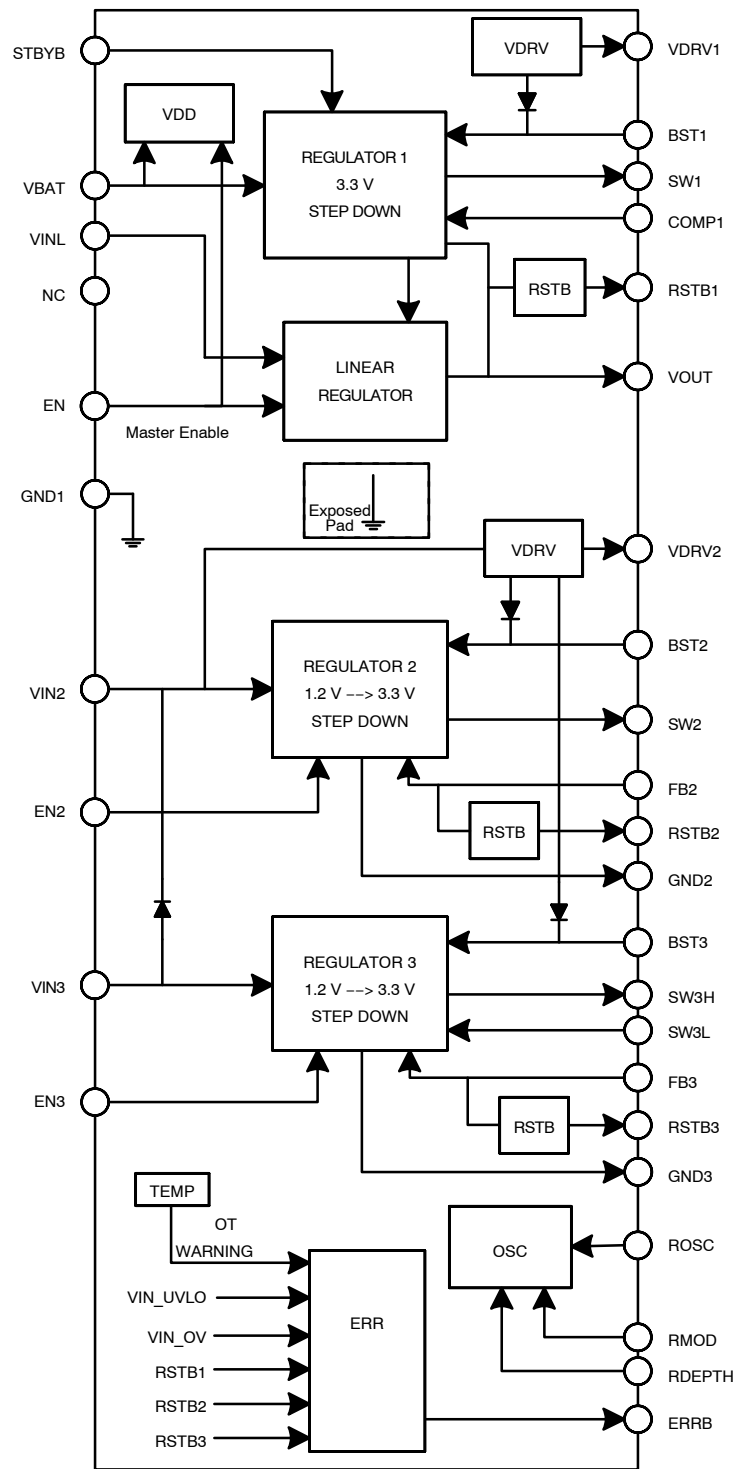 STBYB
VDRV
VDRV1
VDD
BST1
REGULATOR 1
3.3 V
STEP DOWN
VBAT
SW1
COMP1
VINL
NC
RSTB
RSTB1
LINEAR
REGULATOR
VOUT
EN
Master Enable
GND1
Exposed
Pad
VDRV
VDRV2
BST2
REGULATOR 2
1.2 V --> 3.3 V
STEP DOWN
VIN2
SW2
FB2
EN2
RSTB
RSTB2
GND2
BST3
REGULATOR 3
1.2 V --> 3.3 V
STEP DOWN
VIN3
SW3H
SW3L
FB3
EN3
RSTB
RSTB3
GND3
TEMP
OT
WARNING
OSC
ROSC
VIN_UVLO
ERR
VIN_OV
RMOD
RSTB1
RDEPTH
RSTB2
ERRB
RSTB3